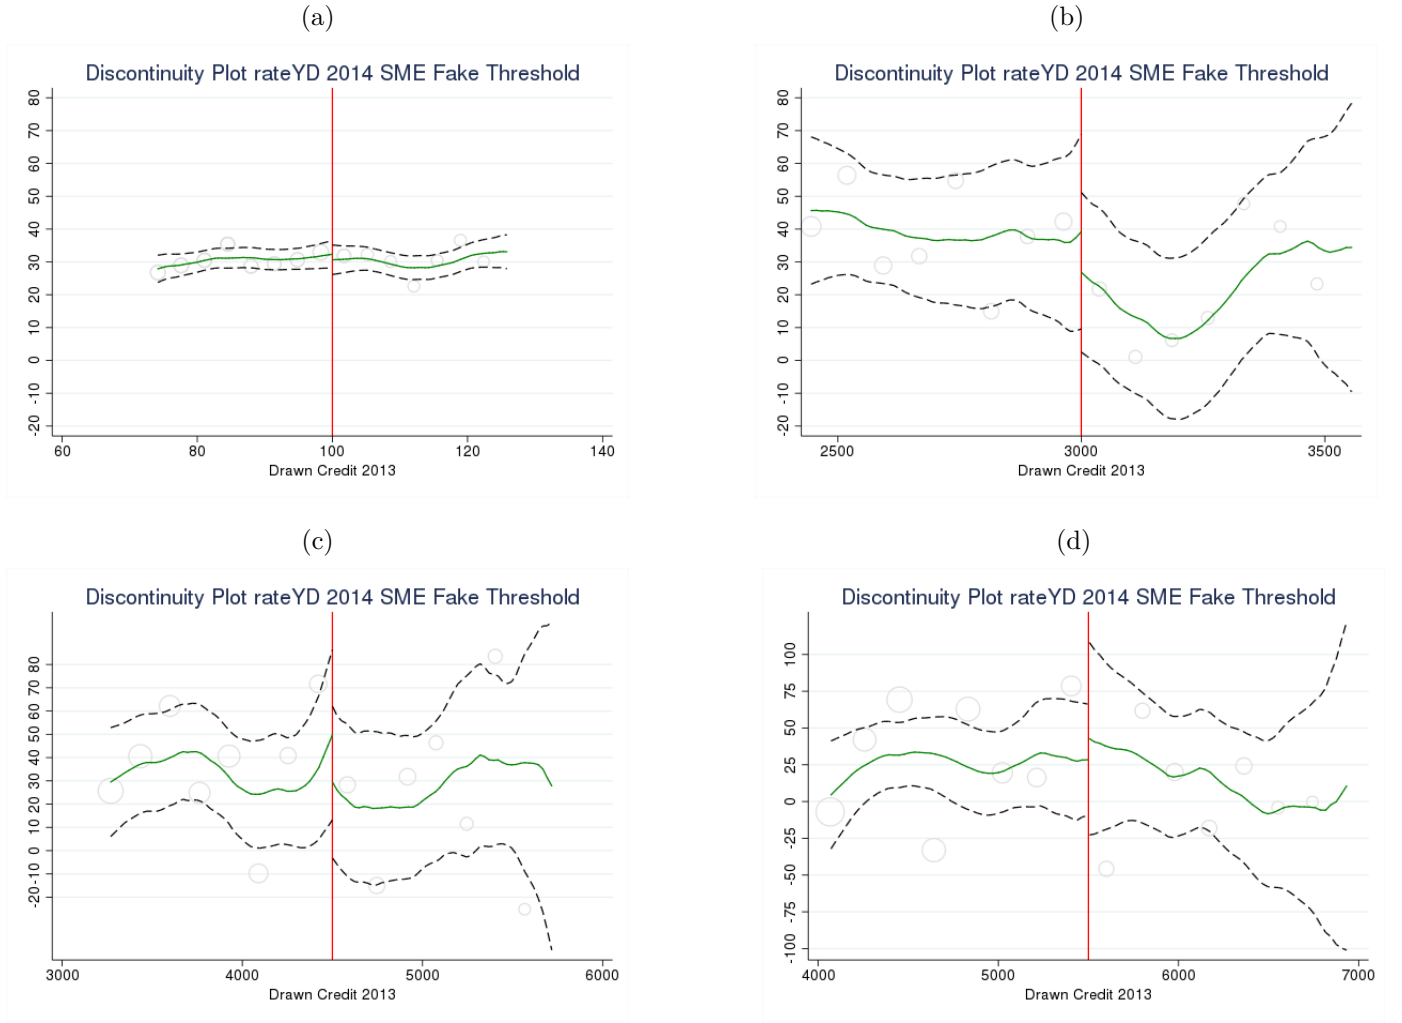 (a)
Discontinuity Plot rateYD 2014 SME Fake Threshold
80
70
60
50
40
30
20
10
0
-10
-20
60 80 100 120 140
Drawn Credit 2013
(b)
Discontinuity Plot rateYD 2014 SME Fake Threshold
80
70
60
50
40
30
20
10
0
-10
-20
2500 3000 3500
Drawn Credit 2013
(c)
Discontinuity Plot rateYD 2014 SME Fake Threshold
80
70
60
50
40
30
20
10
0
-10
-20
3000 4000 5000 6000
Drawn Credit 2013
(d)
Discontinuity Plot rateYD 2014 SME Fake Threshold
100
75
50
25
0
-25
-50
-75
-100
4000 5000 6000 7000
Drawn Credit 2013